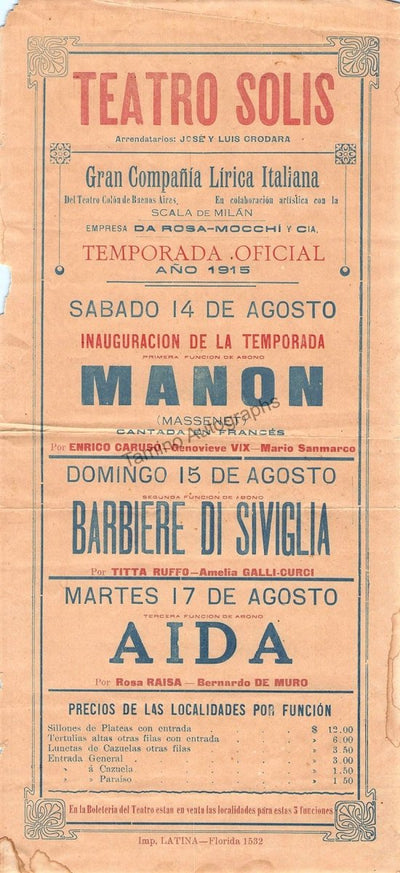 TEATRO SOLIS
Arrendatarios: JOSÉ Y LUIS CRODARA
Gran Compañía Lírica Italiana
Del Teatro Colón de Buenos Aires. En colaboración artística con la
SCALA DE MILÁN
EMPRESA DA ROSA-MOCCHI Y CIA.
TEMPORADA OFICIAL
AÑO 1915
SABADO 14 DE AGOSTO
INAUGURACION DE LA TEMPORADA
PRIMERA FUNCION DE ABONO
MANON
(MASSENET)
CANTADA EN FRANCÉS
Por ENRICO CARUSO-Genovieve VIX-Mario Sanmarco
Tamino Autographs
DOMINGO 15 DE AGOSTO
SEGUNDA FUNCION DE ABONO
BARBIERE DI SIVIGLIA
Por TITTA RUFFO-Amelia GALLI-CURCI
MARTES 17 DE AGOSTO
TERCERA FUNCION DE ABONO
AIDA
Por Rosa RAISA — Bernardo DE MURO
PRECIOS DE LAS LOCALIDADES POR FUNCIÓN
Sillones de Plateas con entrada $ 12.00
Tertulias altas otras filas con entrada » 6.00
Lunetas de Cazuelas otras filas » 3.50
Entrada General » 3.00
» á Cazuela » 1.50
» » Paraiso » 1.50
En la Boletería del Teatro estan en venta las localidades para estas 3 funciones
Imp. LATINA—Florida 1532